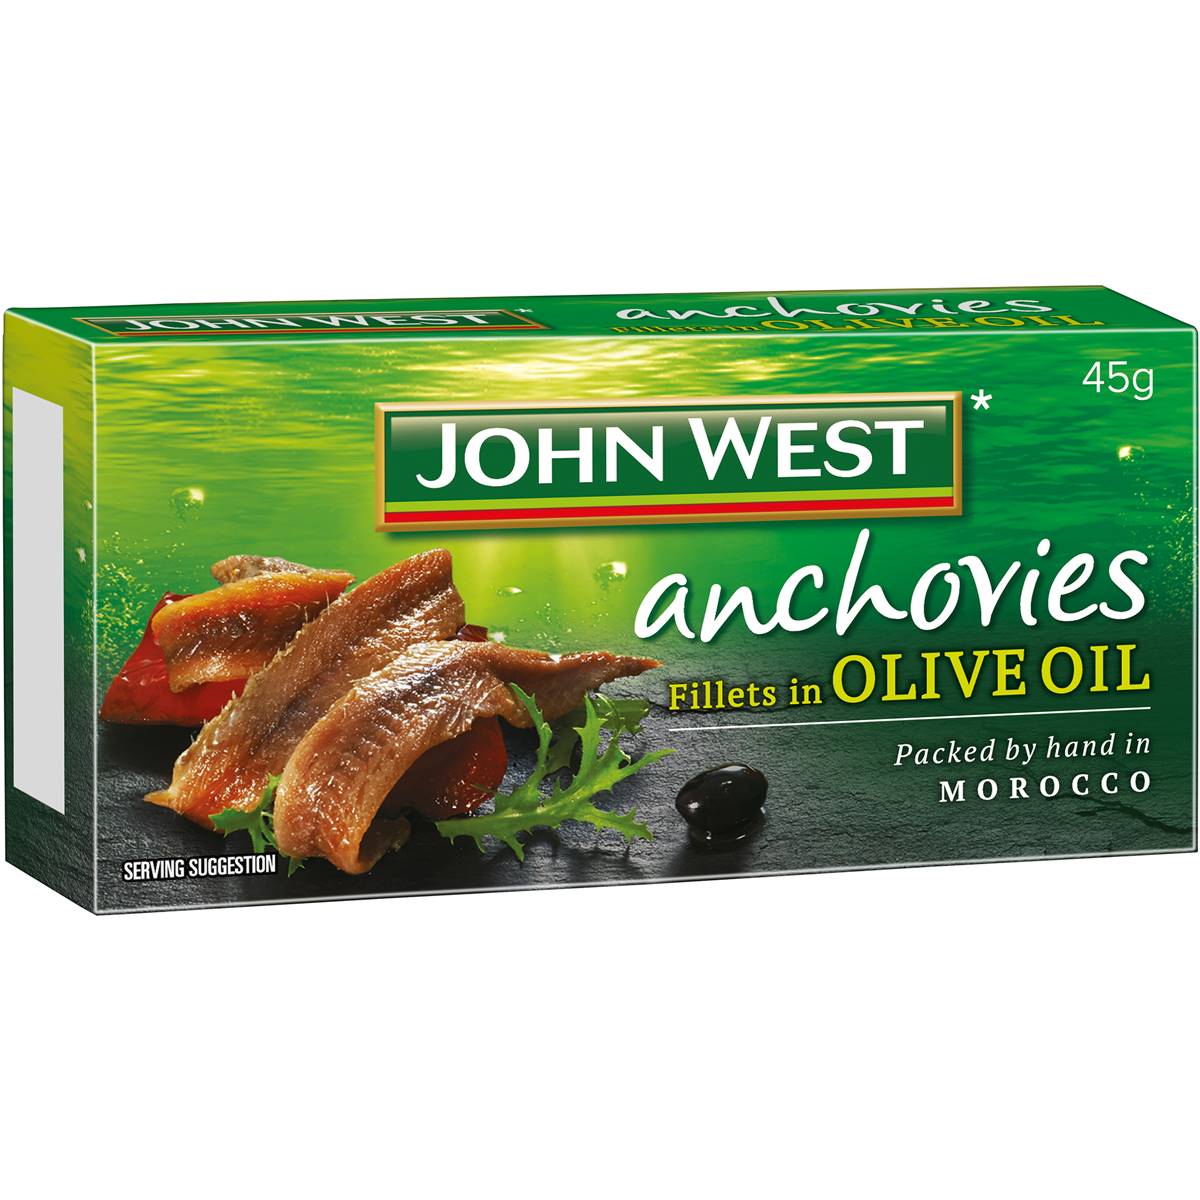 JOHN WEST*
anchovies
Fillets in OLIVE OIL
45g
JOHN WEST*
anchovies
Fillets in OLIVE OIL
Packed by hand in
MOROCCO
SERVING SUGGESTION